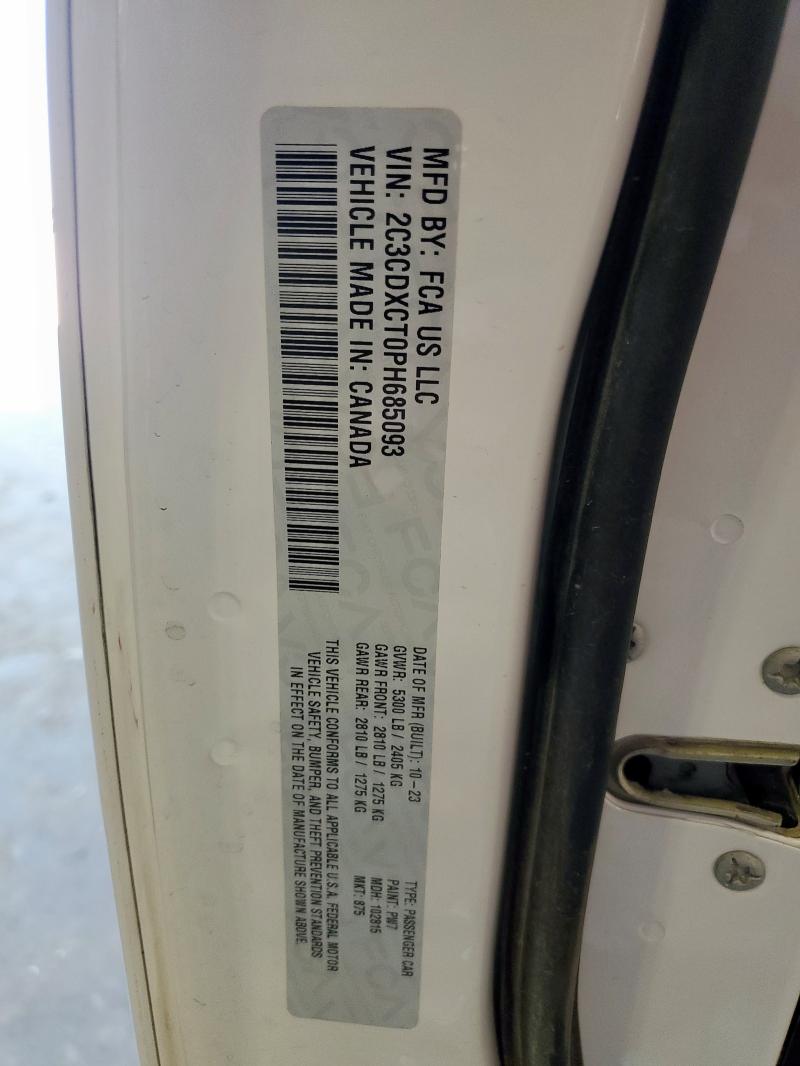 MFD BY: FCA US LLC
VIN: 2C3CDXCT0PH685093
VEHICLE MADE IN: CANADA
DATE OF MFR (BUILT): 10-23
GVWR: 5300 LB / 2405 KG
GAWR FRONT: 2810 LB / 1275 KG
GAWR REAR: 2810 LB / 1275 KG
TYPE: PASSENGER CAR
PAINT: PW7
MDH: 102815
MKT: 875
THIS VEHICLE CONFORMS TO ALL APPLICABLE U.S.A. FEDERAL MOTOR
VEHICLE SAFETY, BUMPER, AND THEFT PREVENTION STANDARDS
IN EFFECT ON THE DATE OF MANUFACTURE SHOWN ABOVE.